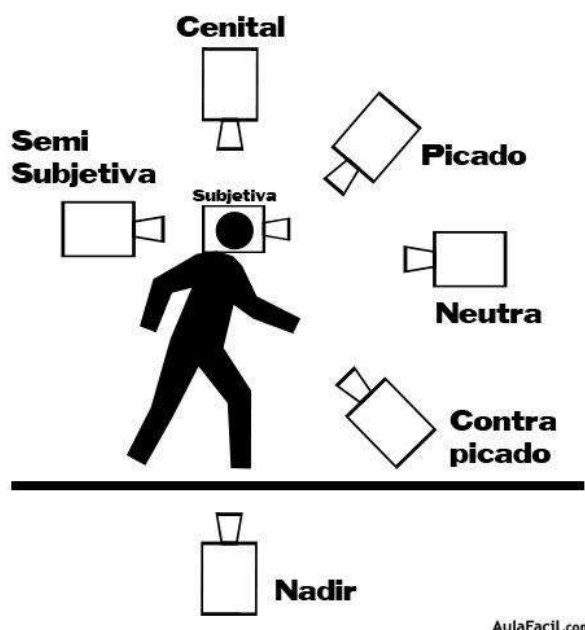 Cenital
Semi
Subjetiva
Picado
Subjetiva
Neutra
Contra
picado
Nadir
AulaFacil.com